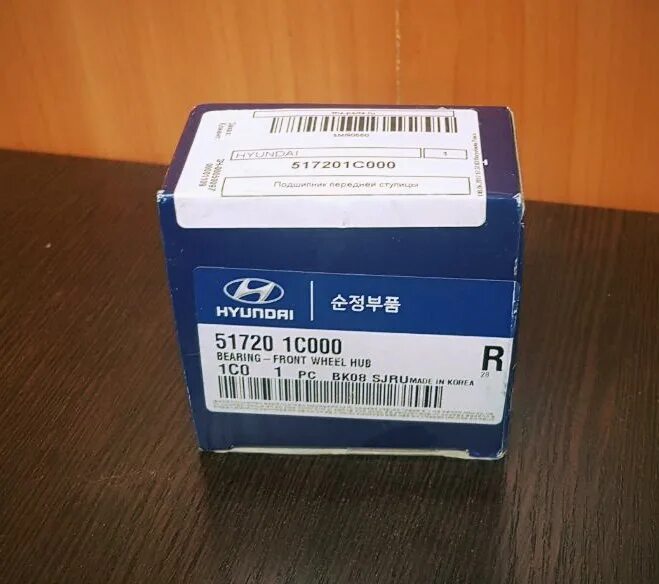 HYUNDAI
1
517201C000
Подшипник передней ступицы
HYUNDAI
순정부품
51720 1C000
BEARING-FRONT WHEEL HUB
1C0 1 PC BK08 SJRU MADE IN KOREA
R
28